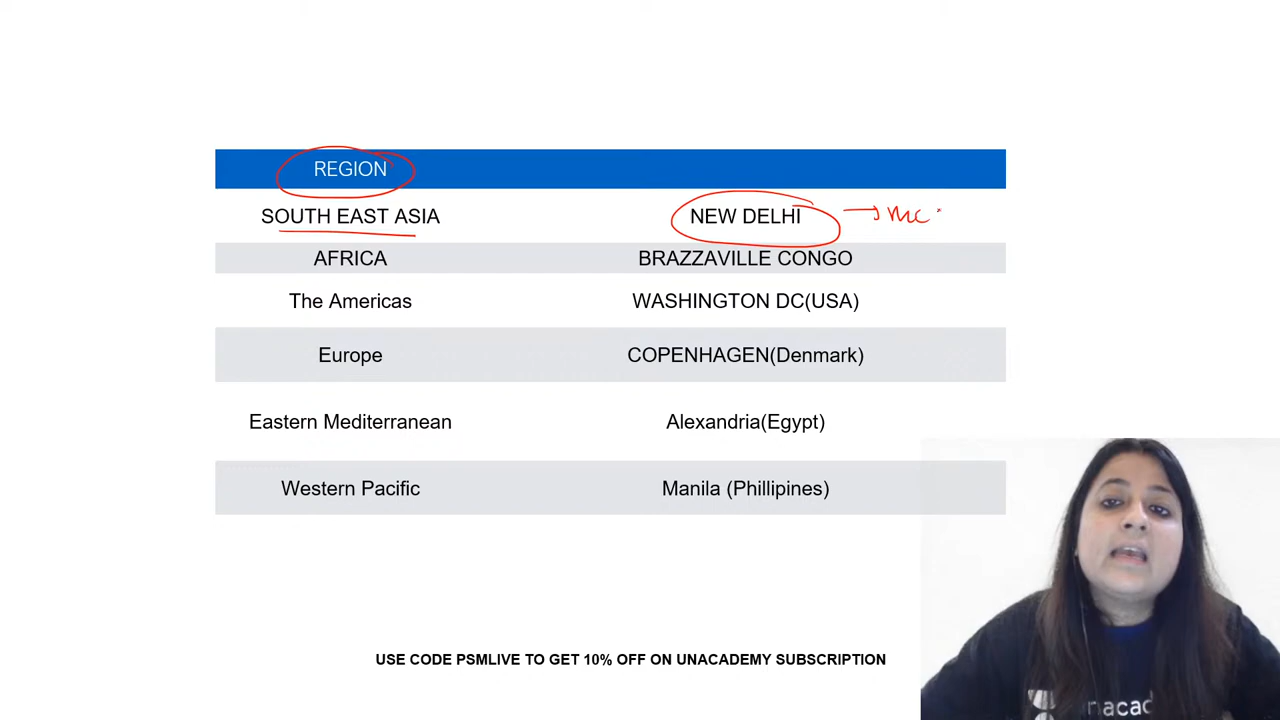 REGION
SOUTH EAST ASIA NEW DELHI
AFRICA BRAZZAVILLE CONGO
The Americas WASHINGTON DC(USA)
Europe COPENHAGEN(Denmark)
Eastern Mediterranean Alexandria(Egypt)
Western Pacific Manila (Phillipines)
USE CODE PSMLIVE TO GET 10% OFF ON UNACADEMY SUBSCRIPTION